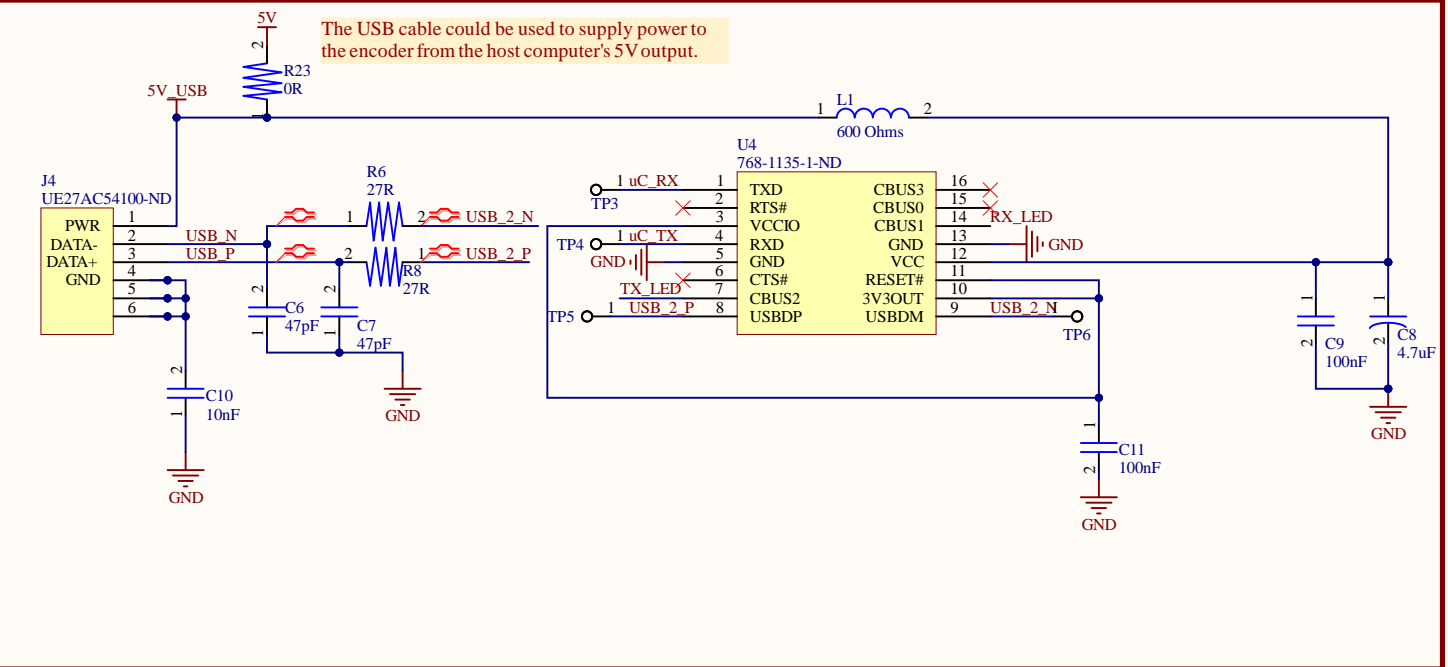 5V
The USB cable could be used to supply power to
the encoder from the host computer's 5V output.
2
R23
0R
1
5V_USB
L1
1
2
600 Ohms
J4
UE27AC54100-ND
PWR
1
DATA-
2
USB_N
DATA+
3
USB_P
GND
4
5
6
R6
27R
1
2
USB_2_N
2
1
USB_2_P
R8
27R
2
C6
47pF
1
2
C7
47pF
1
GND
2
C10
10nF
1
GND
U4
768-1135-1-ND
1 uC_RX
TP3
1
TXD
2
RTS#
3
VCCIO
TP4
1 uC_TX
4
RXD
GND
5
GND
6
CTS#
TX_LED
7
CBUS2
TP5
1
USB_2_P
8
USBDP
CBUS3
16
CBUS0
15
CBUS1
14
RX_LED
GND
13
GND
VCC
12
RESET#
11
3V3OUT
10
USBDM
9
USB_2_N
1
TP6
1
C11
100nF
2
GND
1
C9
100nF
2
1
C8
4.7uF
2
GND